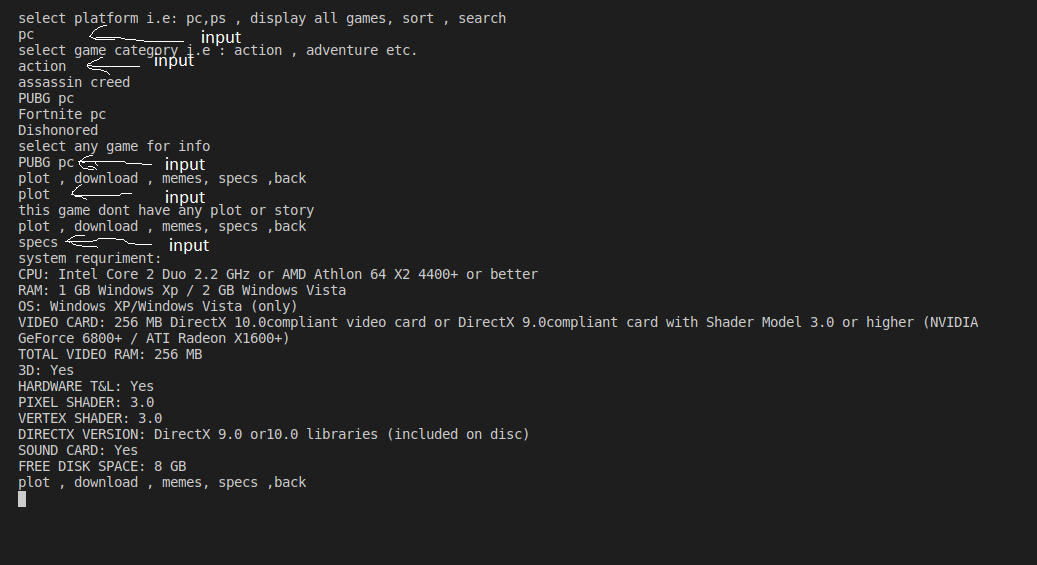 select platform i.e: pc,ps , display all games, sort , search
pc input
select game category i.e : action , adventure etc.
action input
assassin creed
PUBG pc
Fortnite pc
Dishonored
select any game for info
PUBG pc input
plot , download , memes, specs ,back
plot input
this game dont have any plot or story
plot , download , memes, specs ,back
specs input
system requriment:
CPU: Intel Core 2 Duo 2.2 GHz or AMD Athlon 64 X2 4400+ or better
RAM: 1 GB Windows Xp / 2 GB Windows Vista
OS: Windows XP/Windows Vista (only)
VIDEO CARD: 256 MB DirectX 10.0compliant video card or DirectX 9.0compliant card with Shader Model 3.0 or higher (NVIDIA
GeForce 6800+ / ATI Radeon X1600+)
TOTAL VIDEO RAM: 256 MB
3D: Yes
HARDWARE T&L: Yes
PIXEL SHADER: 3.0
VERTEX SHADER: 3.0
DIRECTX VERSION: DirectX 9.0 or10.0 libraries (included on disc)
SOUND CARD: Yes
FREE DISK SPACE: 8 GB
plot , download , memes, specs ,back